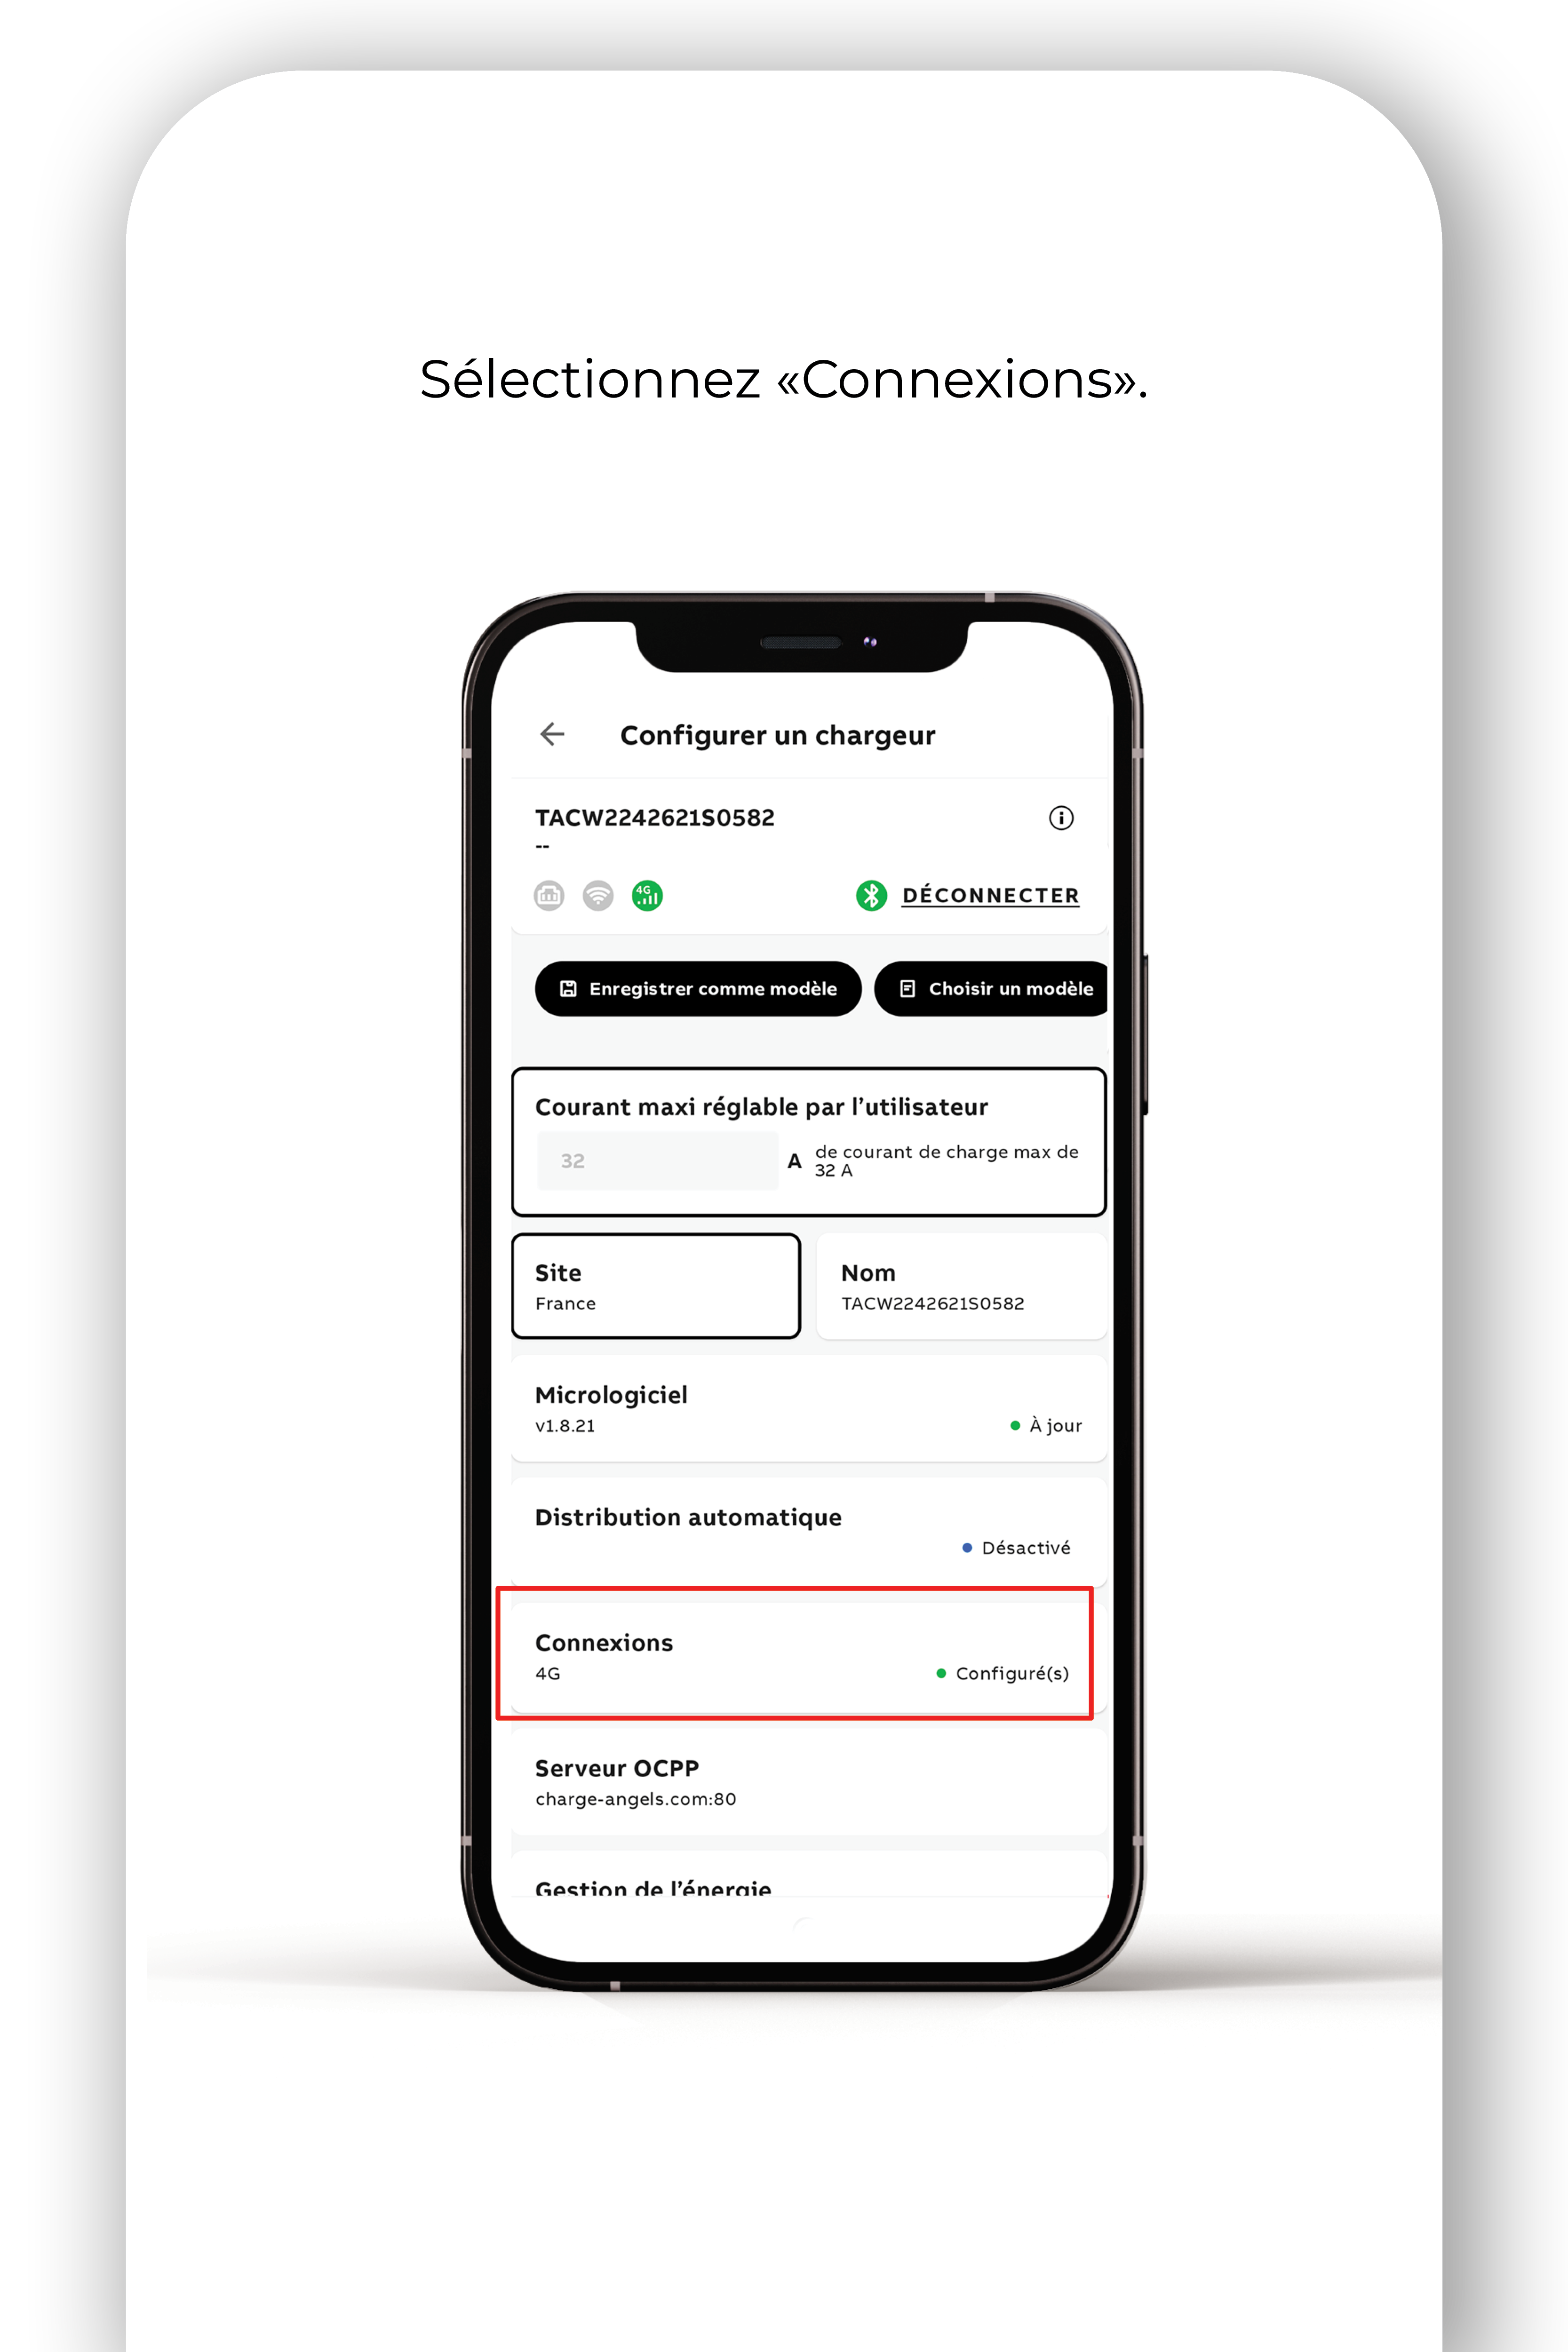 Sélectionnez «Connexions».
Configurer un chargeur
TACW2242621S0582
--
4G
DÉCONNECTER
Enregistrer comme modèle
Choisir un modèle
Courant maxi réglable par l’utilisateur
32
A
de courant de charge max de
32 A
Site
France
Nom
TACW2242621S0582
Micrologiciel
v1.8.21
À jour
Distribution automatique
Désactivé
Connexions
4G
Configuré(s)
Serveur OCPP
charge-angels.com:80
Gestion de l’énergie